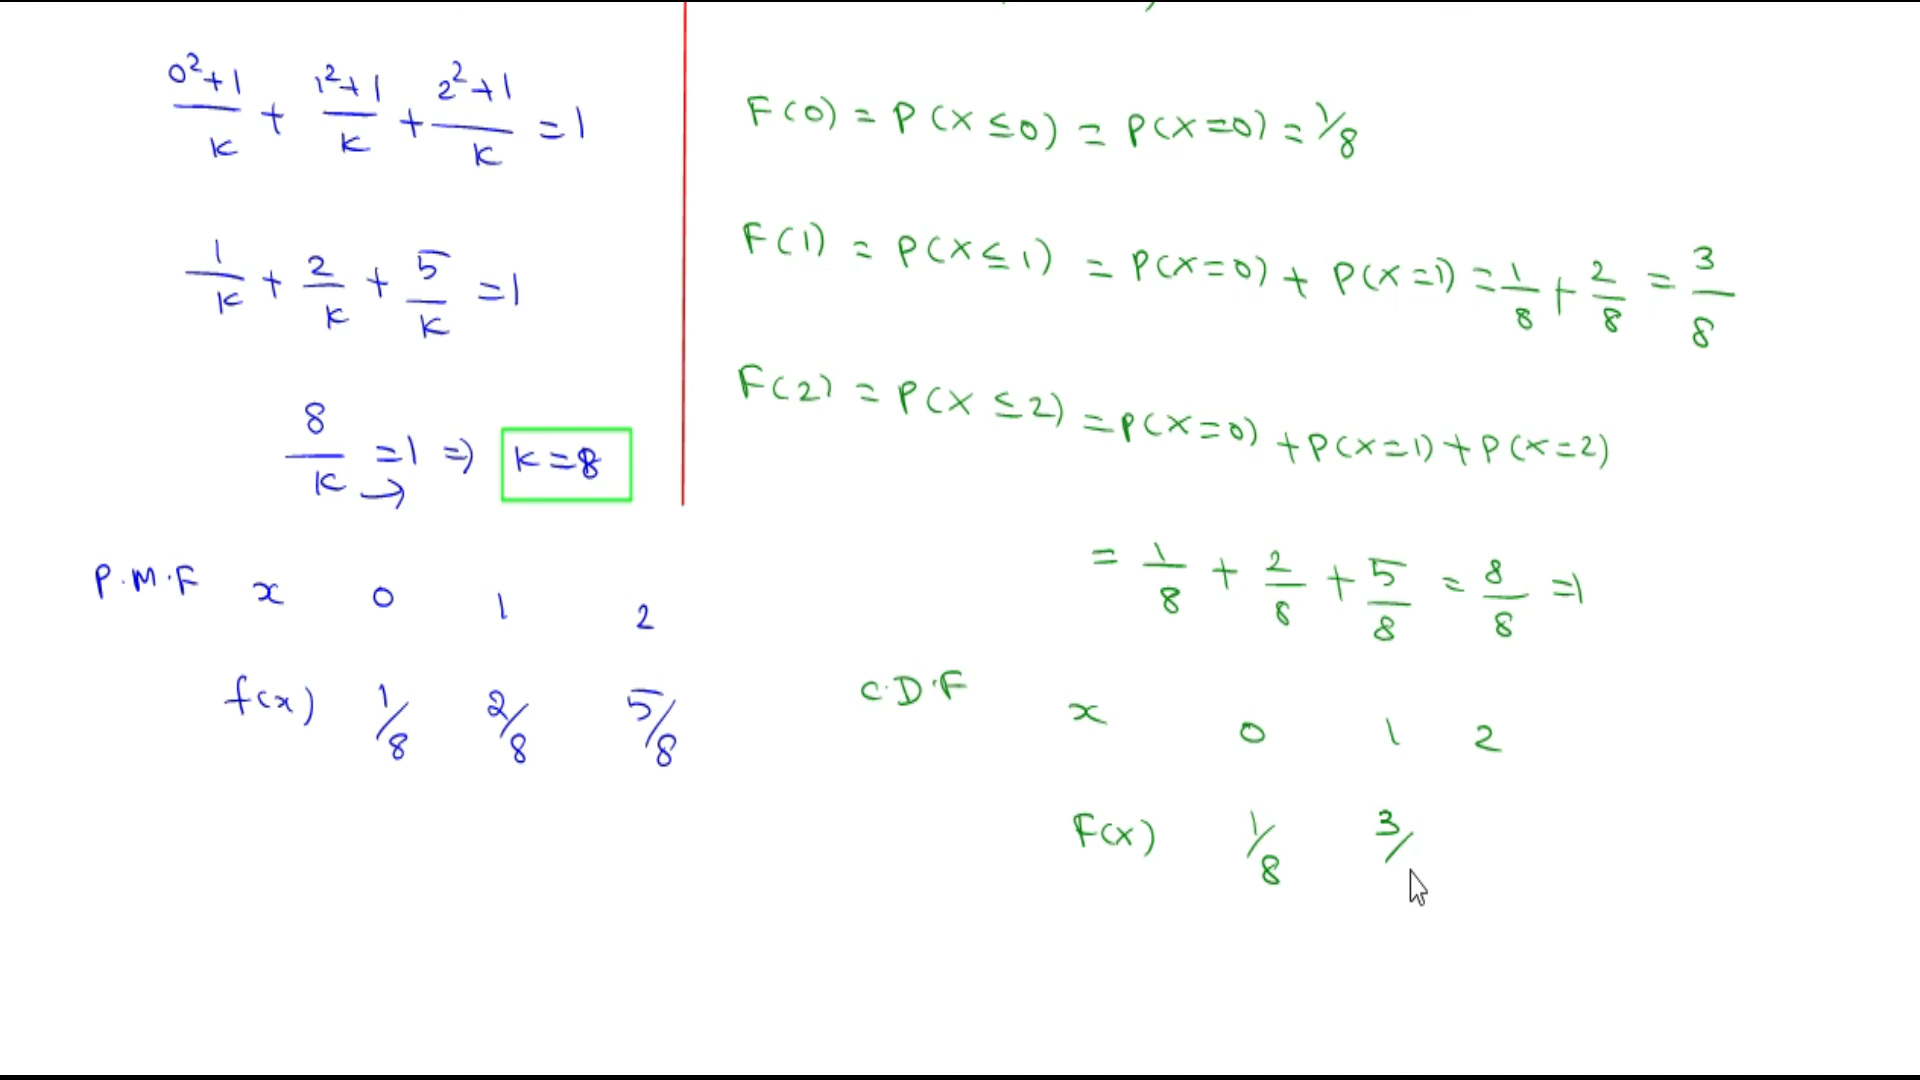 0²+1/k + 1²+1/k + 2²+1/k = 1
1/k + 2/k + 5/k = 1
8/k = 1 ⇒ k = 8
P.M.F x 0 1 2
f(x) 1/8 2/8 5/8
F(0) = P(X ≤ 0) = P(X=0) = 1/8
F(1) = P(X ≤ 1) = P(X=0) + P(X=1) = 1/8 + 2/8 = 3/8
F(2) = P(X ≤ 2) = P(X=0) + P(X=1) + P(X=2)
= 1/8 + 2/8 + 5/8 = 8/8 = 1
C.D.F x 0 1 2
F(x) 1/8 3/